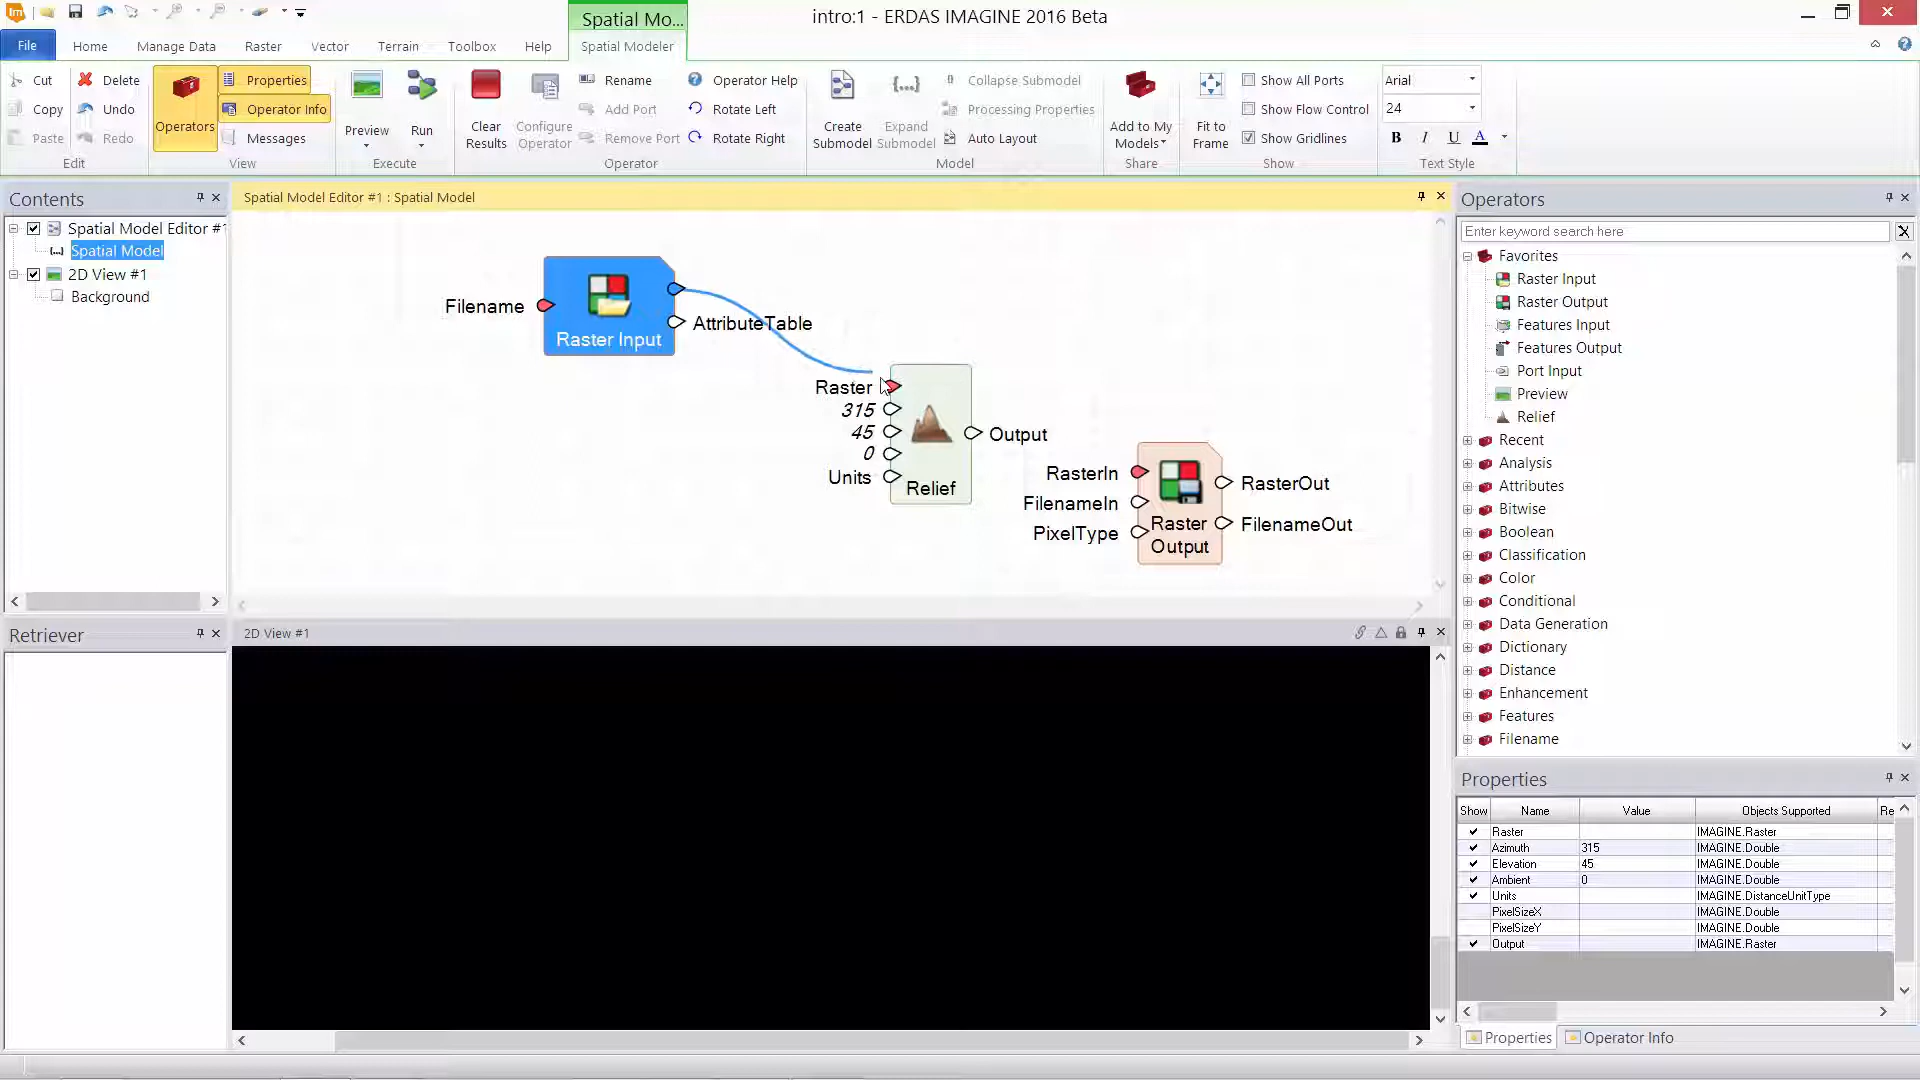 Spatial Mo...
intro:1 - ERDAS IMAGINE 2016 Beta
File
Home
Manage Data
Raster
Vector
Terrain
Toolbox
Help
Spatial Modeler
Cut
Copy
Paste
Delete
Undo
Redo
Edit
Operators
Properties
Operator Info
Messages
View
Preview
Run
Execute
Clear
Results
Configure
Operator
Rename
Add Port
Remove Port
Operator Help
Rotate Left
Rotate Right
Operator
Create
Submodel
Expand
Submodel
Collapse Submodel
Processing Properties
Auto Layout
Model
Add to My
Models
Share
Fit to
Frame
Show All Ports
Show Flow Control
Show Gridlines
Show
Arial
24
B I U A
Text Style
Contents
Spatial Model Editor #1
Spatial Model
2D View #1
Background
Retriever
Spatial Model Editor #1 : Spatial Model
Filename
Raster Input
AttributeTable
Raster
315
45
0
Units
Relief
Output
RasterIn
FilenameIn
PixelType
Raster
Output
RasterOut
FilenameOut
2D View #1
Operators
Enter keyword search here
Favorites
Raster Input
Raster Output
Features Input
Features Output
Port Input
Preview
Relief
Recent
Analysis
Attributes
Bitwise
Boolean
Classification
Color
Conditional
Data Generation
Dictionary
Distance
Enhancement
Features
Filename
Properties
Show Name Value Objects Supported Re
Raster IMAGINE.Raster
Azimuth 315 IMAGINE.Double
Elevation 45 IMAGINE.Double
Ambient 0 IMAGINE.Double
Units IMAGINE.DistanceUnitType
PixelSizeX IMAGINE.Double
PixelSizeY IMAGINE.Double
Output IMAGINE.Raster
Properties
Operator Info